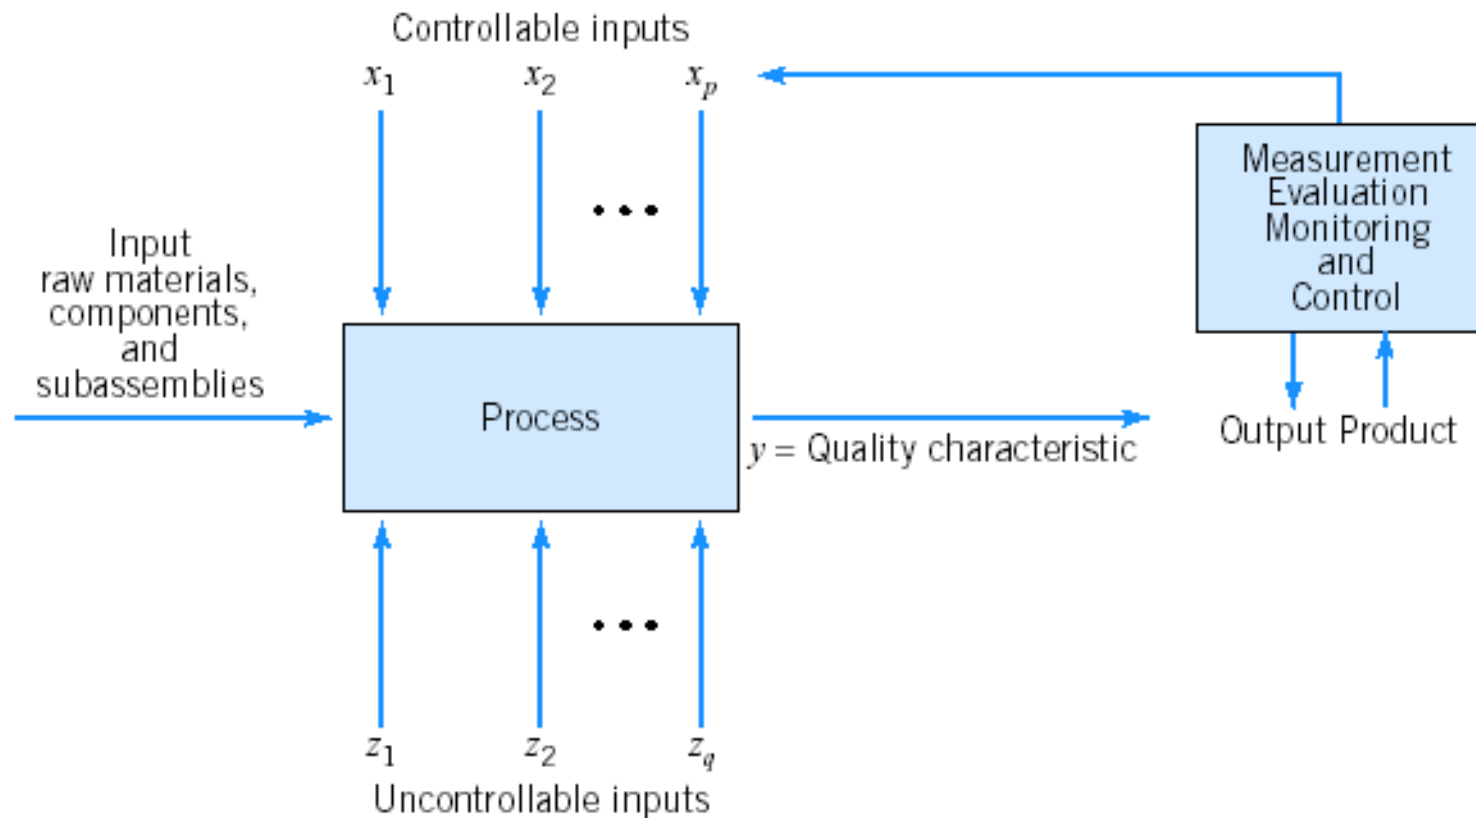 Controllable inputs
x1 x2 xp
Measurement
Evaluation
Monitoring
and
Control
Input
raw materials,
components,
and
subassemblies
Process
y = Quality characteristic
Output Product
z1 z2 zq
Uncontrollable inputs